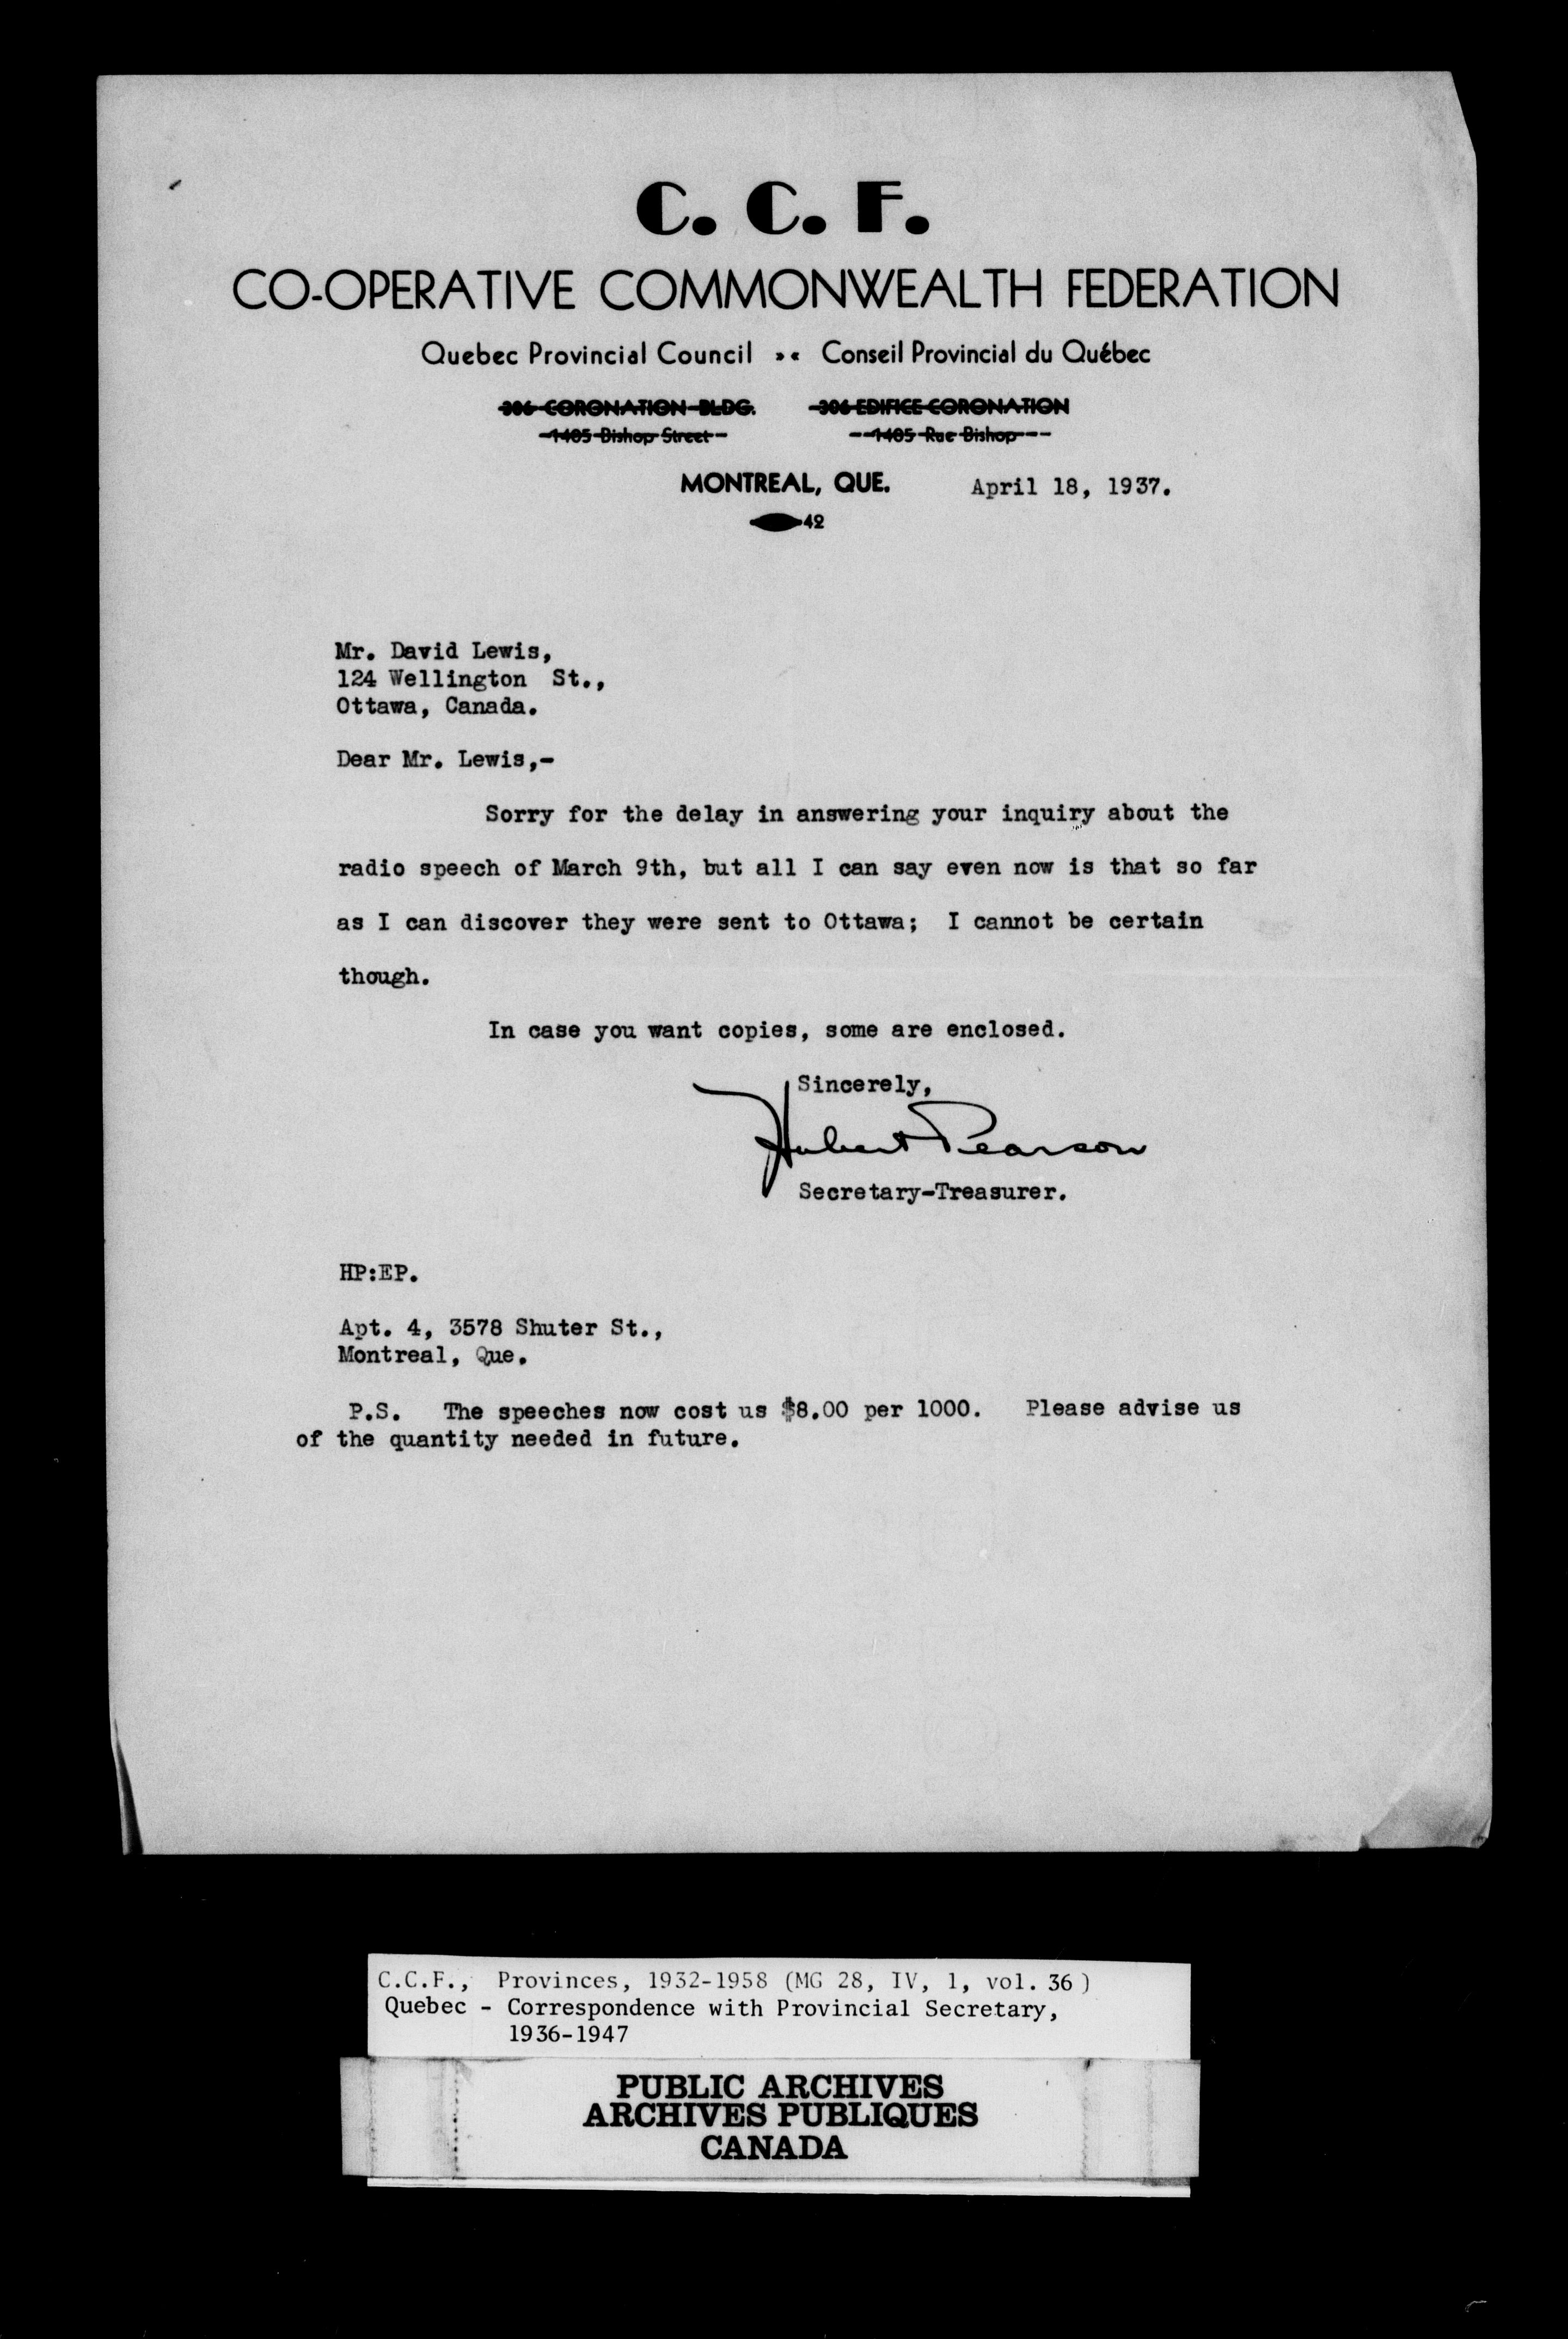 C. C. F.
CO-OPERATIVE COMMONWEALTH FEDERATION
Quebec Provincial Council »« Conseil Provincial du Québec
306 CORONATION BLDG. 306 EDIFICE CORONATION
1405 Bishop Street 1405 Rue Bishop
MONTREAL, QUE. April 18, 1937.
42
Mr. David Lewis,
124 Wellington St.,
Ottawa, Canada.
Dear Mr. Lewis,-
Sorry for the delay in answering your inquiry about the
radio speech of March 9th, but all I can say even now is that so far
as I can discover they were sent to Ottawa; I cannot be certain
though.
In case you want copies, some are enclosed.
Sincerely,
Hubert Pearson
Secretary-Treasurer.
HP:EP.
Apt. 4, 3578 Shuter St.,
Montreal, Que.
P.S. The speeches now cost us $8.00 per 1000. Please advise us
of the quantity needed in future.
C.C.F., Provinces, 1932-1958 (MG 28, IV, 1, vol. 36)
Quebec - Correspondence with Provincial Secretary,
1936-1947
PUBLIC ARCHIVES
ARCHIVES PUBLIQUES
CANADA